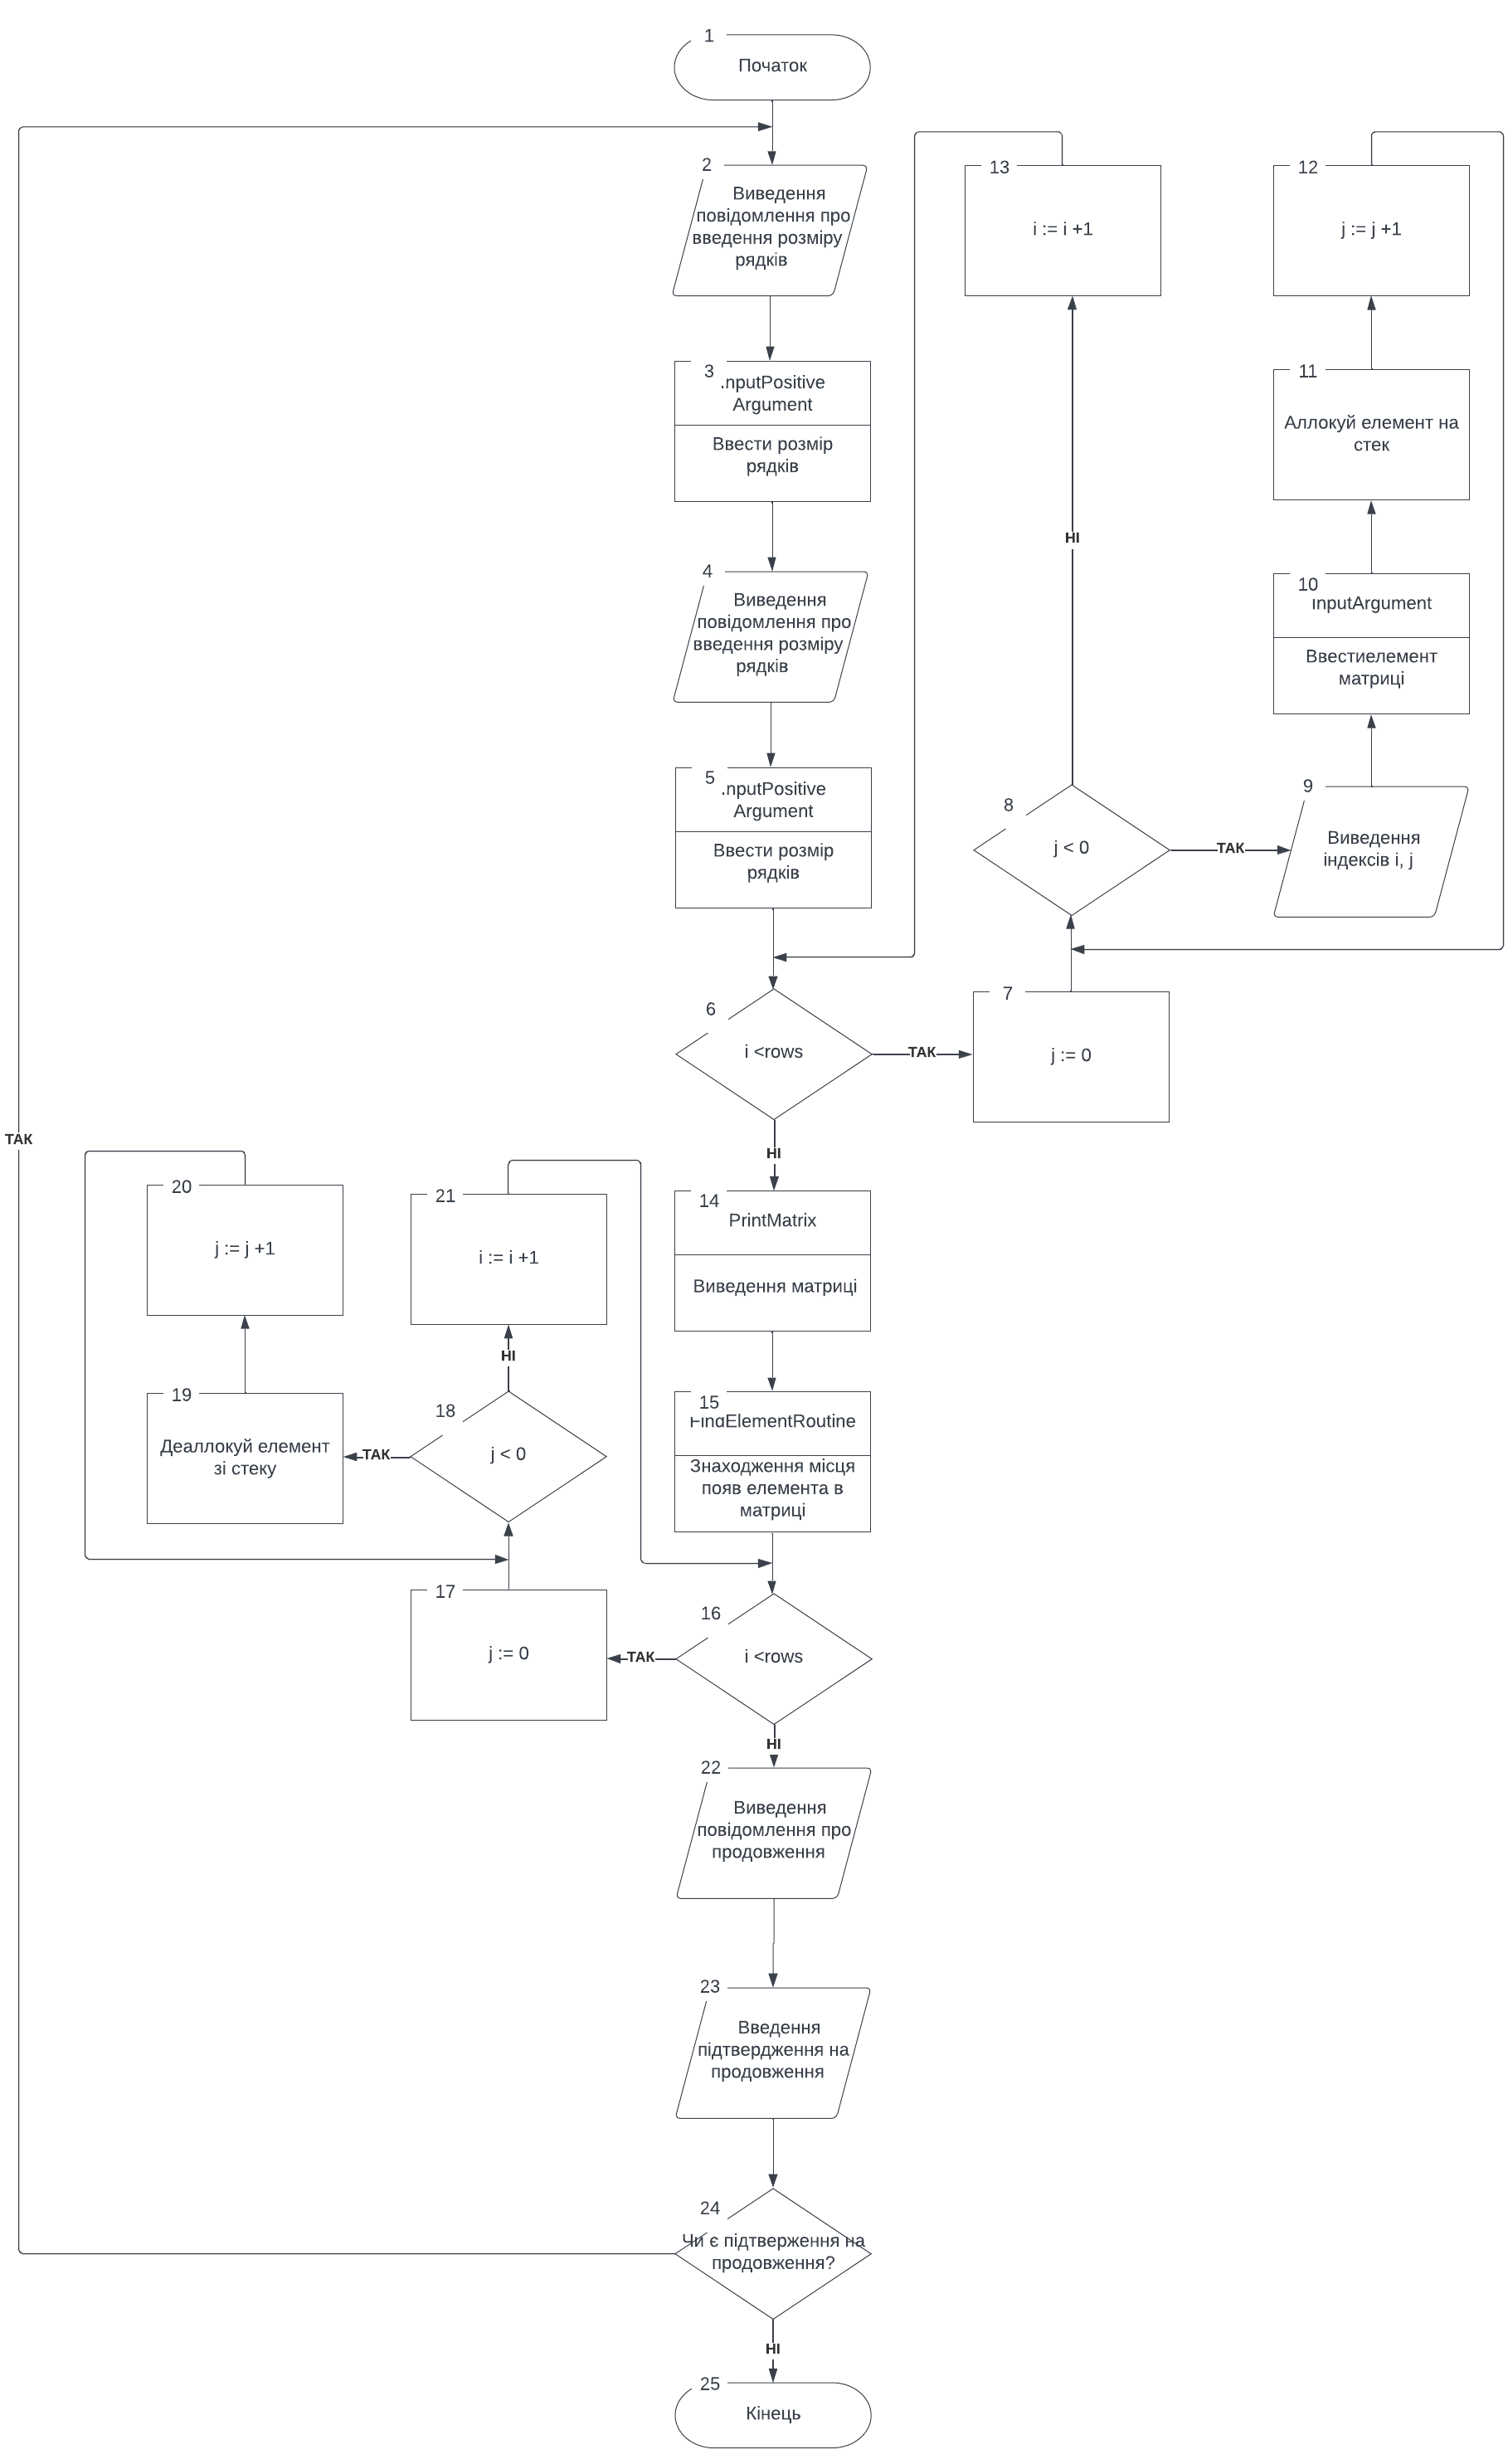 1
Початок
2
Виведення
повідомлення про
введення розміру
рядків
3
InputPositive
Argument
Ввести розмір
рядків
4
Виведення
повідомлення про
введення розміру
рядків
5
InputPositive
Argument
Ввести розмір
рядків
6
i <rows
ТАК
НІ
7
j := 0
8
j < 0
ТАК
НІ
9
Виведення
індексів i, j
10
InputArgument
Ввестиелемент
матриці
11
Аллокуй елемент на
стек
12
j := j +1
13
i := i +1
14
PrintMatrix
Виведення матриці
15
FindElementRoutine
Знаходження місця
появ елемента в
матриці
16
i <rows
ТАК
НІ
17
j := 0
18
j < 0
ТАК
НІ
19
Деаллокуй елемент
зі стеку
20
j := j +1
21
i := i +1
22
Виведення
повідомлення про
продовження
23
Введення
підтвердження на
продовження
24
Чи є підтверження на
продовження?
ТАК
НІ
25
Кінець